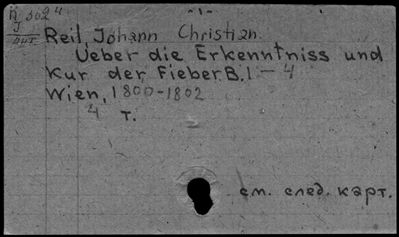 - 1 -
Reil, Johann Christian.
Ueber die Erkenntniss und
Kur der Fieber. B. 1 - 4
Wien, 1800-1802
4 т.
см. след. карт.